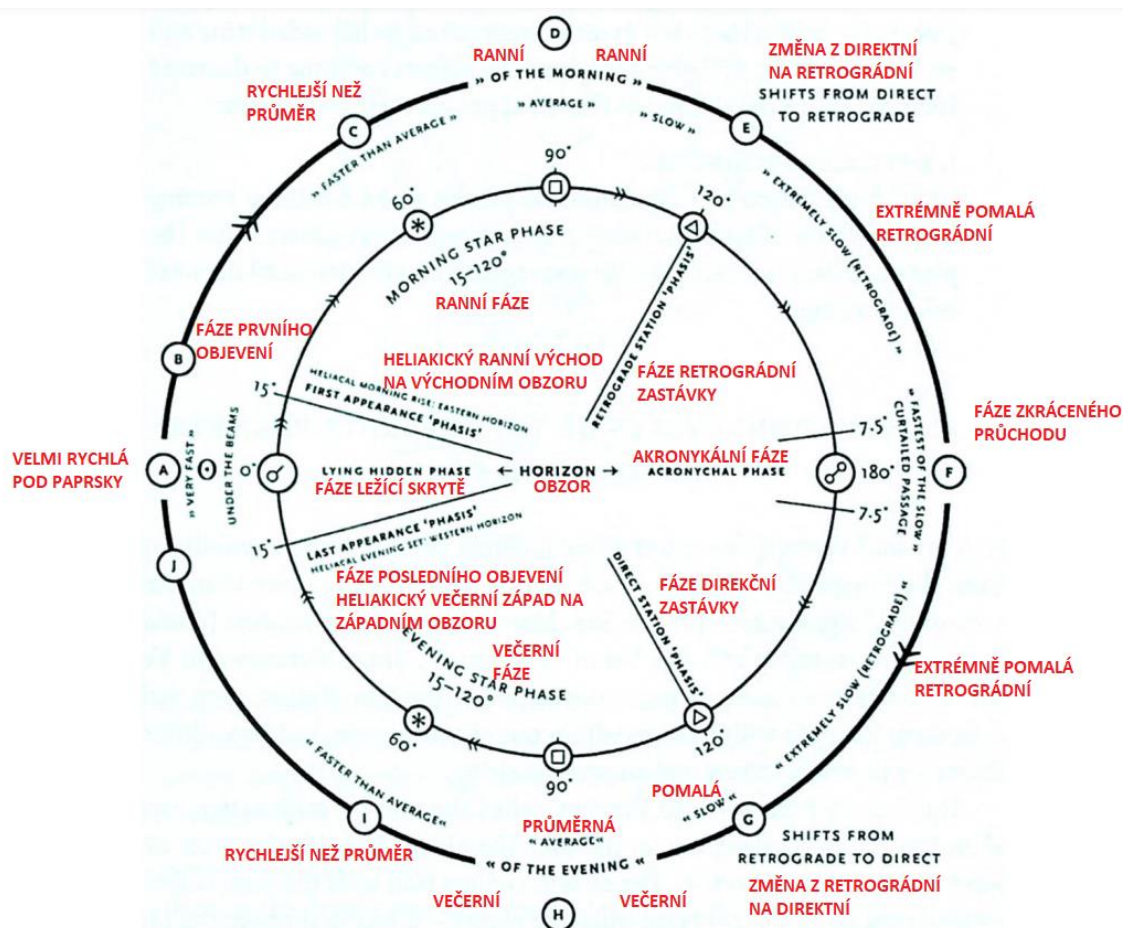 D
RANNÍ RANNÍ
» OF THE MORNING »
» AVERAGE »
» SLOW »
ZMĚNA Z DIREKTNÍ
NA RETROGRÁDNÍ
SHIFTS FROM DIRECT
TO RETROGRADE
E
RYCHLEJŠÍ NEŽ
PRŮMĚR
C
» FASTER THAN AVERAGE »
60°
90°
120°
» EXTREMELY SLOW (RETROGRADE) »
EXTRÉMNE POMALÁ
RETROGRÁDNÍ
MORNING STAR PHASE
15–120°
RANNÍ FÁZE
FÁZE PRVNÍHO
OBJEVENÍ
B
HELIAKICKÝ RANNÍ VÝCHOD
NA VÝCHODNÍM OBZORU
RETROGRADE STATION 'PHASIS'
FÁZE RETROGRÁDNÍ
ZASTÁVKY
15°
HELIACAL MORNING RISE: EASTERN HORIZON
FIRST APPEARANCE 'PHASIS'
7.5°
FÁZE ZKRÁCENÉHO
PRŮCHODU
VELMI RYCHLÁ
POD PAPRSKY
A
» VERY FAST »
UNDER THE BEAMS
0°
LYING HIDDEN PHASE
FÁZE LEŽÍCÍ SKRYTĚ
← HORIZON →
OBZOR
AKRONYKÁLNÍ FÁZE
ACRONYCHAL PHASE
180°
» FASTEST OF THE SLOW »
CURTAILED PASSAGE
F
7.5°
15°
LAST APPEARANCE 'PHASIS'
HELIACAL EVENING SET: WESTERN HORIZON
J
FÁZE POSLEDNÍHO OBJEVENÍ
HELIAKICKÝ VEČERNÍ ZÁPAD NA
ZÁPADNÍM OBZORU
DIRECT STATION 'PHASIS'
FÁZE DIREKČNÍ
ZASTÁVKY
VEČERNÍ
FÁZE
EVENING STAR PHASE
15–120°
EXTRÉMNĚ POMALÁ
RETROGRÁDNÍ
« EXTREMELY SLOW (RETROGRADE) «
60°
90°
120°
« FASTER THAN AVERAGE «
POMALÁ
« SLOW «
G
I
PRŮMĚRNÁ
« AVERAGE «
« OF THE EVENING «
SHIFTS FROM
RETROGRADE TO DIRECT
RYCHLEJŠÍ NEŽ PRŮMĚR
VEČERNÍ VEČERNÍ
H
ZMĚNA Z RETROGRÁDNÍ
NA DIREKTNÍ